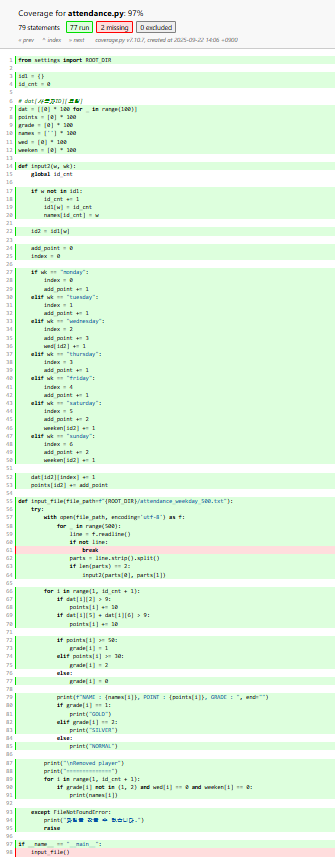 Coverage for attendance.py: 97%
79 statements 77 run 2 missing 0 excluded
« prev ^ index » next coverage.py v7.10.7, created at 2025-09-22 14:06 +0900
1 from settings import ROOT_DIR
2
3 id1 = {}
4 id_cnt = 0
5
6 # dat[사용자ID][요일]
7 dat = [[0] * 100 for _ in range(100)]
8 points = [0] * 100
9 grade = [0] * 100
10 names = [''] * 100
11 wed = [0] * 100
12 weeken = [0] * 100
13
14 def input2(w, wk):
15 global id_cnt
16
17 if w not in id1:
18 id_cnt += 1
19 id1[w] = id_cnt
20 names[id_cnt] = w
21
22 id2 = id1[w]
23
24 add_point = 0
25 index = 0
26
27 if wk == "monday":
28 index = 0
29 add_point += 1
30 elif wk == "tuesday":
31 index = 1
32 add_point += 1
33 elif wk == "wednesday":
34 index = 2
35 add_point += 3
36 wed[id2] += 1
37 elif wk == "thursday":
38 index = 3
39 add_point += 1
40 elif wk == "friday":
41 index = 4
42 add_point += 1
43 elif wk == "saturday":
44 index = 5
45 add_point += 2
46 weeken[id2] += 1
47 elif wk == "sunday":
48 index = 6
49 add_point += 2
50 weeken[id2] += 1
51
52 dat[id2][index] += 1
53 points[id2] += add_point
54
55 def input_file(file_path=f"{ROOT_DIR}/attendance_weekday_500.txt"):
56 try:
57 with open(file_path, encoding='utf-8') as f:
58 for _ in range(500):
59 line = f.readline()
60 if not line:
61 break
62 parts = line.strip().split()
63 if len(parts) == 2:
64 input2(parts[0], parts[1])
65
66 for i in range(1, id_cnt + 1):
67 if dat[i][2] > 9:
68 points[i] += 10
69 if dat[i][5] + dat[i][6] > 9:
70 points[i] += 10
71
72 if points[i] >= 50:
73 grade[i] = 1
74 elif points[i] >= 30:
75 grade[i] = 2
76 else:
77 grade[i] = 0
78
79 print(f"NAME : {names[i]}, POINT : {points[i]}, GRADE : ", end="")
80 if grade[i] == 1:
81 print("GOLD")
82 elif grade[i] == 2:
83 print("SILVER")
84 else:
85 print("NORMAL")
86
87 print("\nRemoved player")
88 print("==============")
89 for i in range(1, id_cnt + 1):
90 if grade[i] not in (1, 2) and wed[i] == 0 and weeken[i] == 0:
91 print(names[i])
92
93 except FileNotFoundError:
94 print("파일을 찾을 수 없습니다.")
95 raise
96
97 if __name__ == "__main__":
98 input_file()